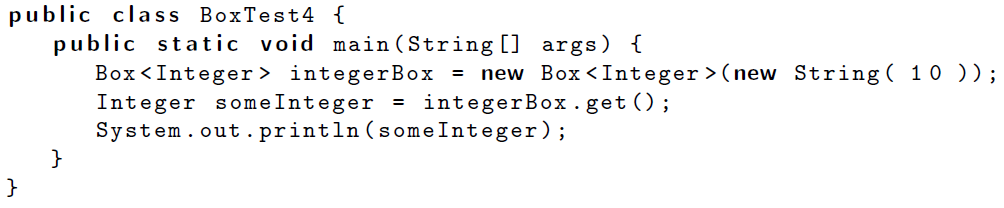 public class BoxTest4 {
public static void main(String[] args) {
Box<Integer> integerBox = new Box<Integer>(new String( 10 ));
Integer someInteger = integerBox.get();
System.out.println(someInteger);
}
}